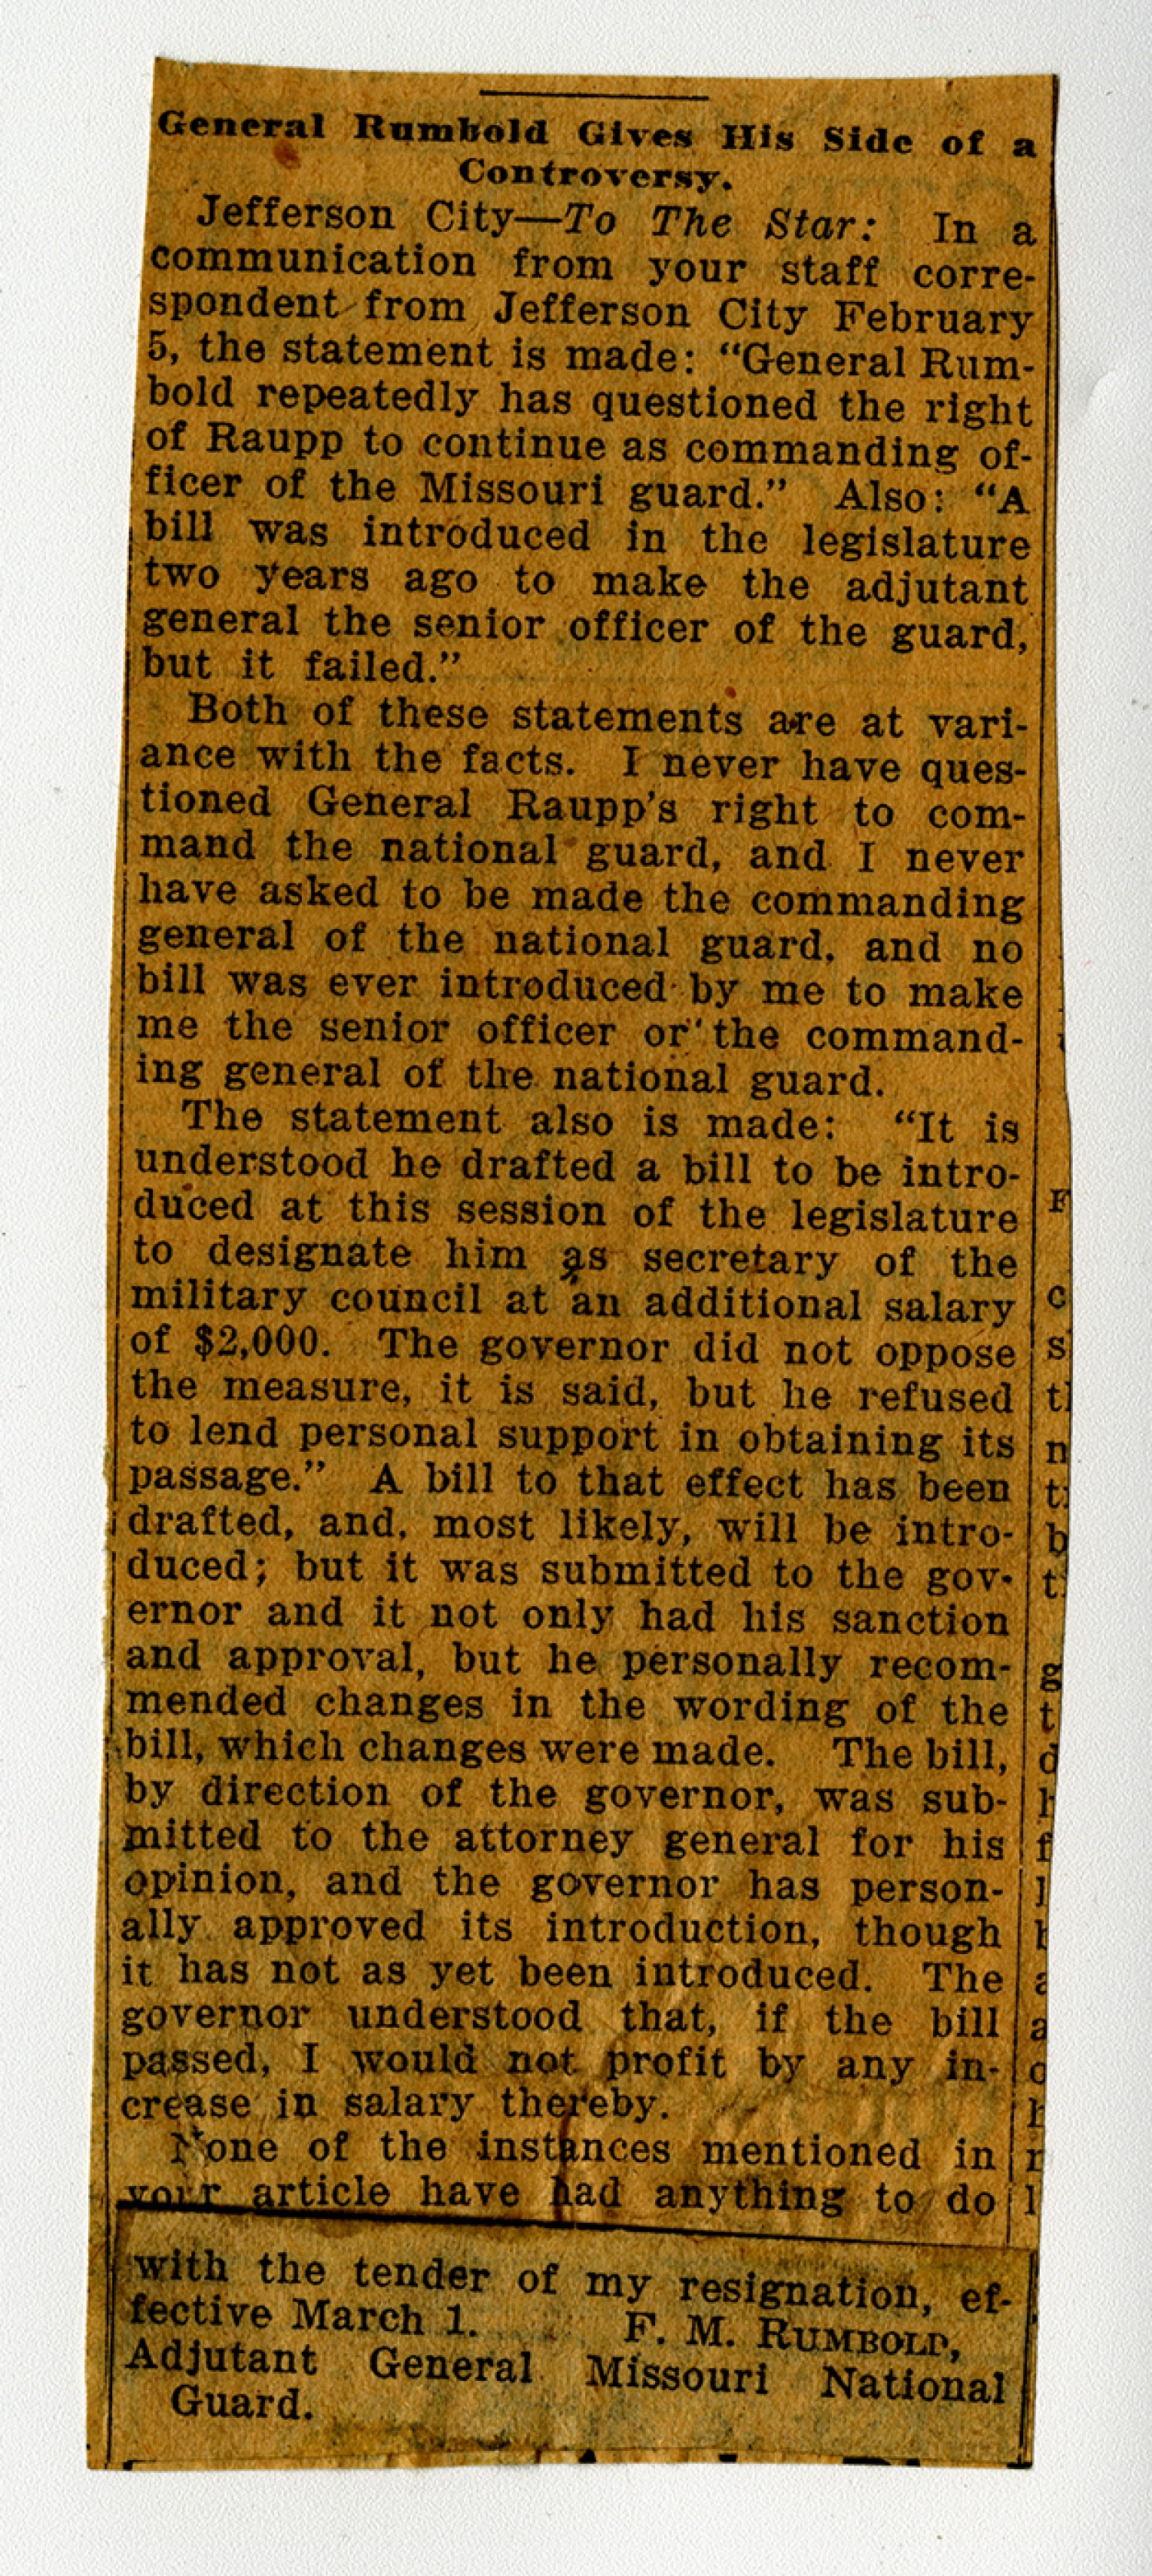 General Rumbold Gives His Side of a
Controversy.
Jefferson City—To The Star: In a
communication from your staff corre-
spondent from Jefferson City February
5, the statement is made: “General Rum-
bold repeatedly has questioned the right
of Raupp to continue as commanding of-
ficer of the Missouri guard.” Also: “A
bill was introduced in the legislature
two years ago to make the adjutant
general the senior officer of the guard,
but it failed.”
Both of these statements are at vari-
ance with the facts. I never have ques-
tioned General Raupp's right to com-
mand the national guard, and I never
have asked to be made the commanding
general of the national guard, and no
bill was ever introduced by me to make
me the senior officer or the command-
ing general of the national guard.
The statement also is made: “It is
understood he drafted a bill to be intro-
duced at this session of the legislature
to designate him as secretary of the
military council at an additional salary
of $2,000. The governor did not oppose
the measure, it is said, but he refused
to lend personal support in obtaining its
passage.” A bill to that effect has been
drafted, and, most likely, will be intro-
duced; but it was submitted to the gov-
ernor and it not only had his sanction
and approval, but he personally recom-
mended changes in the wording of the
bill, which changes were made. The bill,
by direction of the governor, was sub-
mitted to the attorney general for his
opinion, and the governor has person-
ally approved its introduction, though
it has not as yet been introduced. The
governor understood that, if the bill
passed, I would not profit by any in-
crease in salary thereby.
None of the instances mentioned in
your article have had anything to do
with the tender of my resignation, ef-
fective March 1. F. M. RUMBOLD,
Adjutant General Missouri National
Guard.